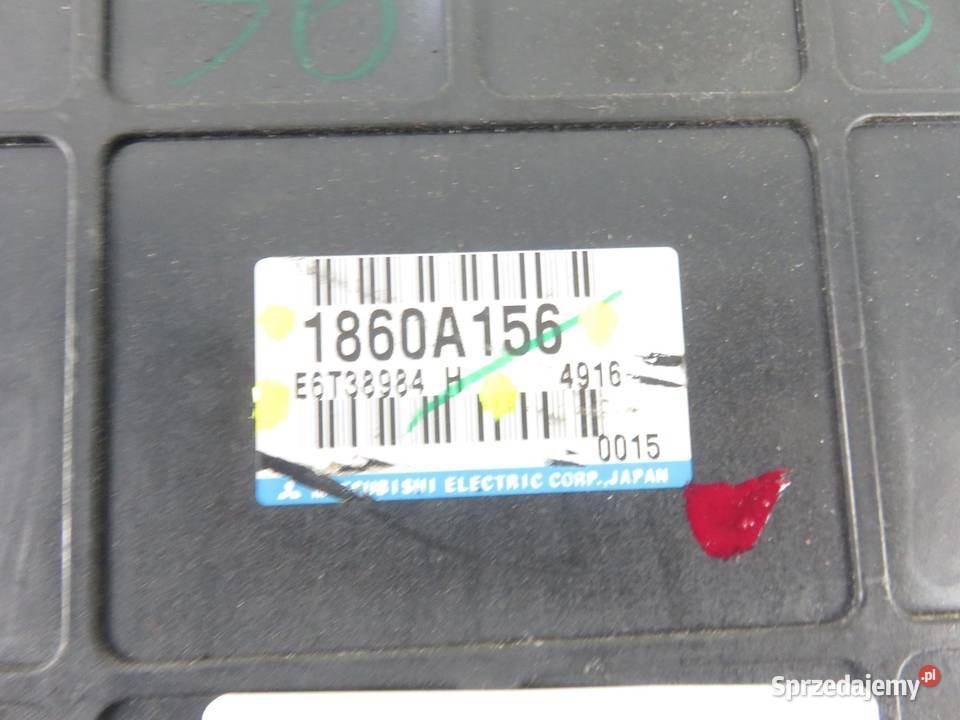 1860A156
E6T38984 H 4916
0015
MITSUBISHI ELECTRIC CORP., JAPAN
Sprzedajemy.pl